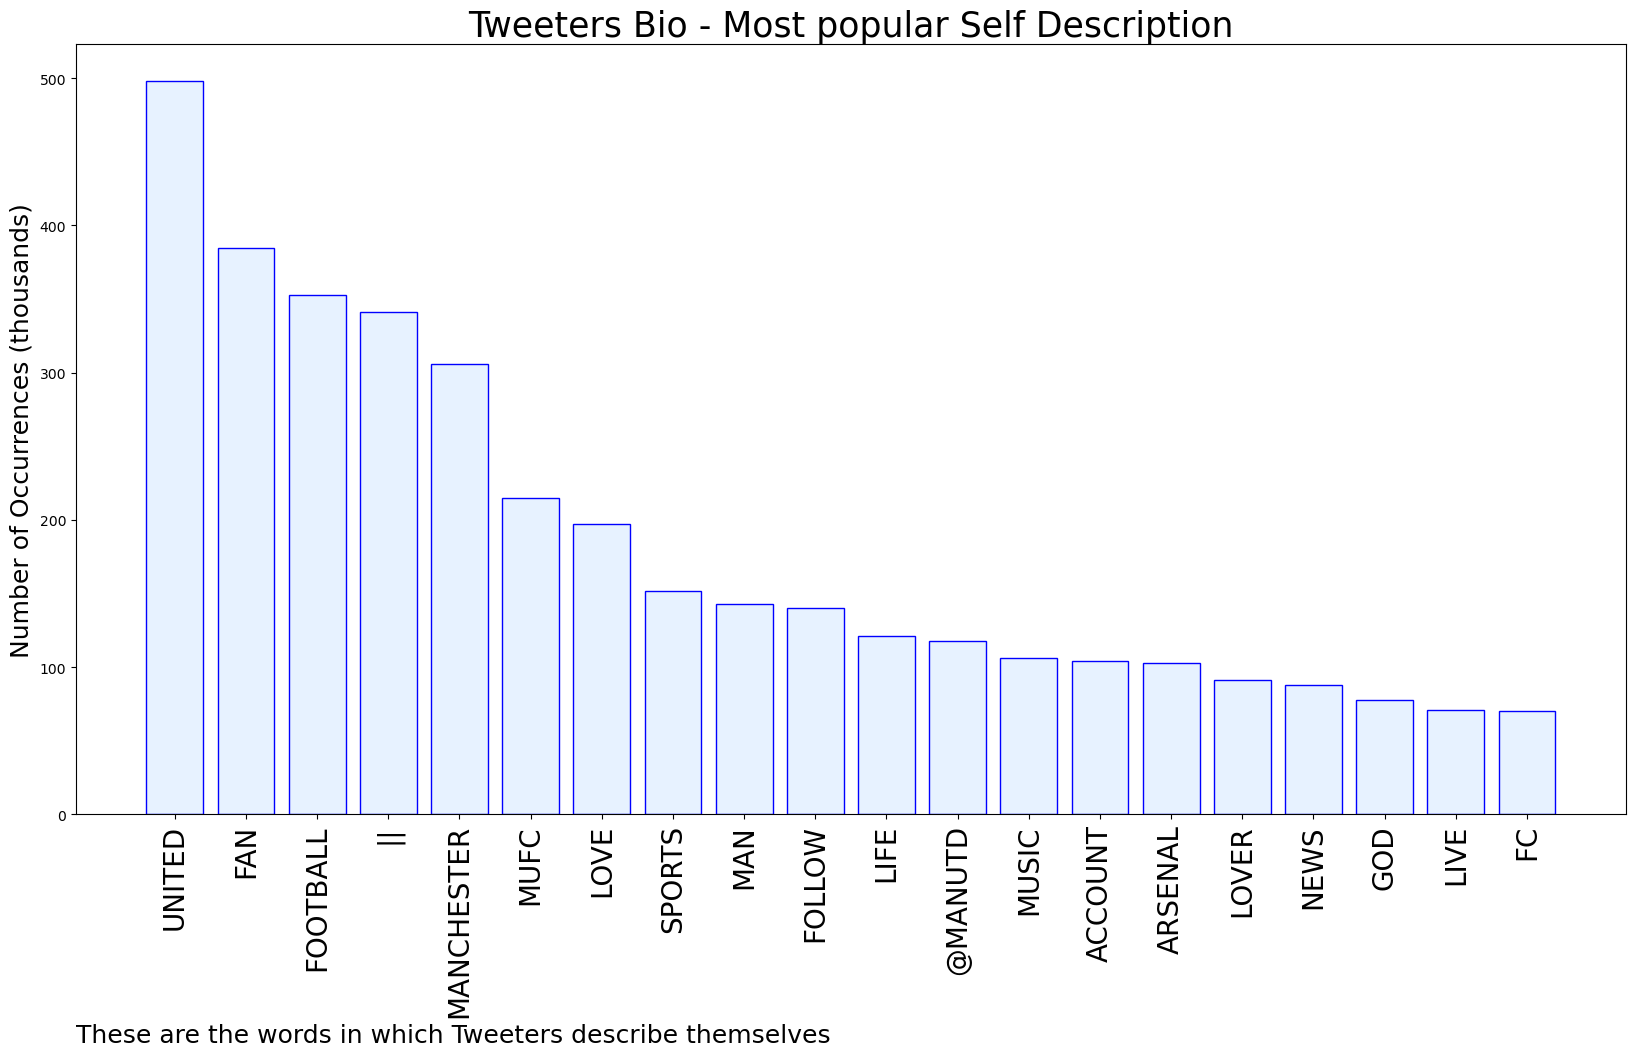 Tweeters Bio - Most popular Self Description
Number of Occurrences (thousands)
500
400
300
200
100
0
UNITED
FAN
FOOTBALL
||
MANCHESTER
MUFC
LOVE
SPORTS
MAN
FOLLOW
LIFE
@MANUTD
MUSIC
ACCOUNT
ARSENAL
LOVER
NEWS
GOD
LIVE
FC
These are the words in which Tweeters describe themselves